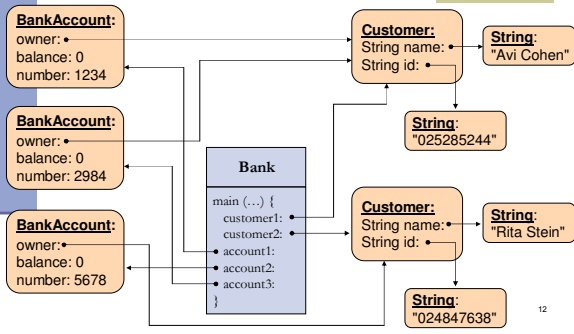 BankAccount:
owner:
balance: 0
number: 1234
Customer:
String name:
String id:
String:
"Avi Cohen"
String:
"025285244"
BankAccount:
owner:
balance: 0
number: 2984
Bank
main (…) {
customer1:
customer2:
account1:
account2:
account3:
}
BankAccount:
owner:
balance: 0
number: 5678
Customer:
String name:
String id:
String:
"Rita Stein"
String:
"024847638"
12